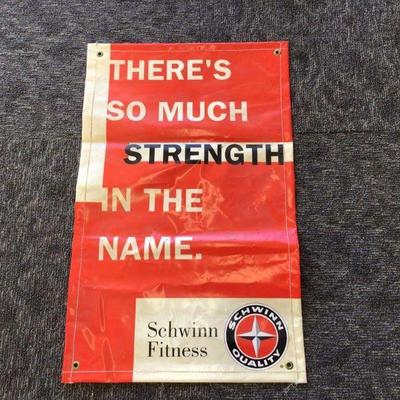 THERE'S
SO MUCH
STRENGTH
IN THE
NAME.
Schwinn
Fitness
SCHWINN
QUALITY